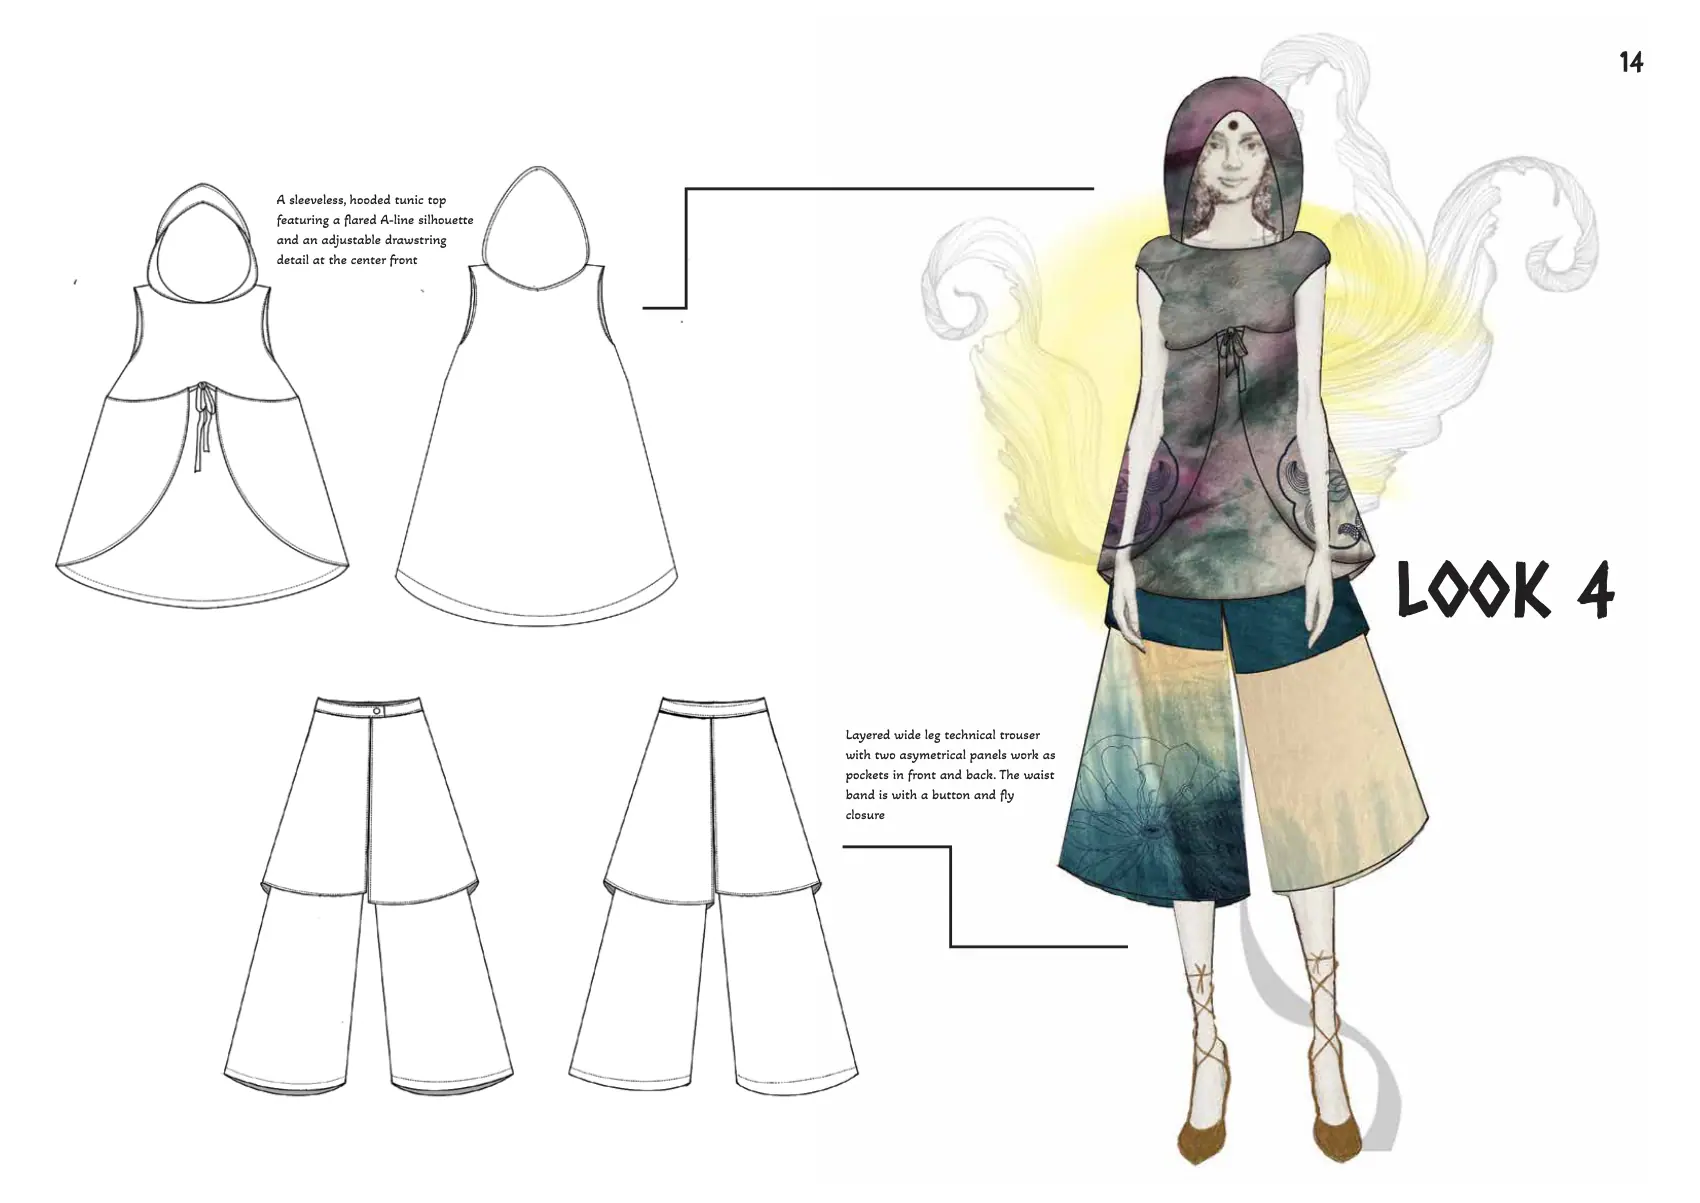 14
A sleeveless, hooded tunic top
featuring a flared A-line silhouette
and an adjustable drawstring
detail at the center front
LOOK 4
Layered wide leg technical trouser
with two asymetrical panels work as
pockets in front and back. The waist
band is with a button and fly
closure